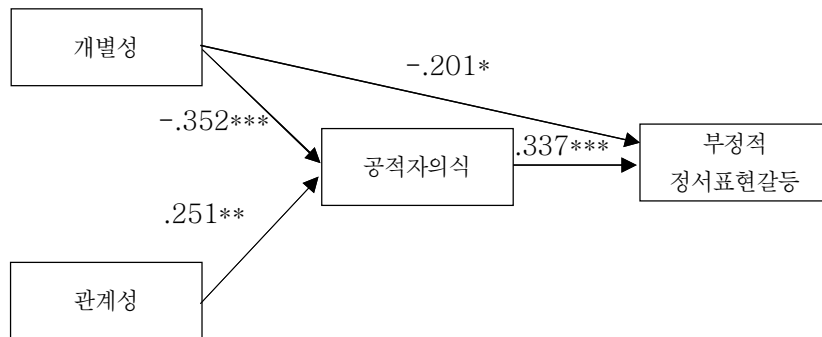 개별성
-.201*
-.352***
공적자의식
.337***
부정적
정서표현갈등
.251**
관계성